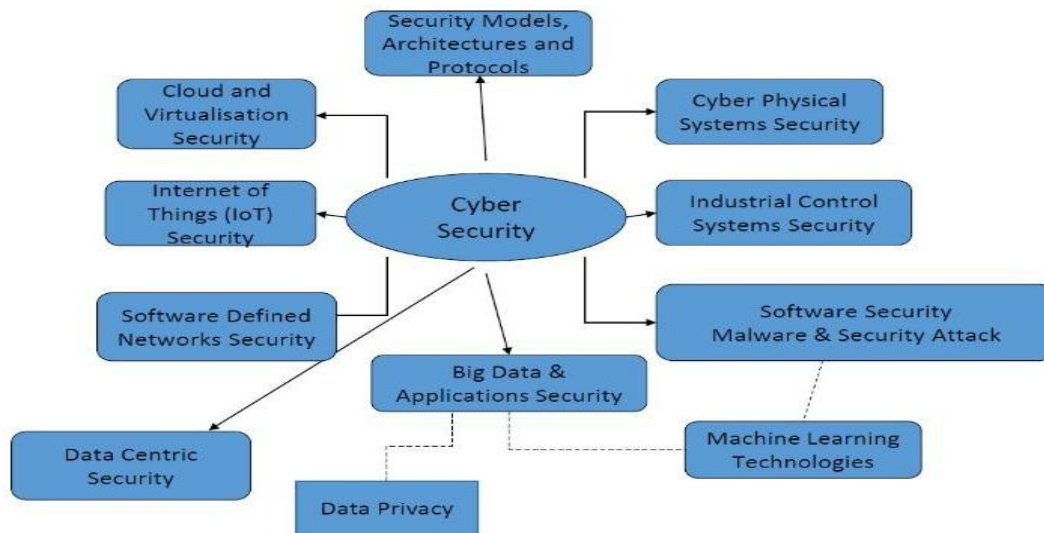 Security Models,
Architectures and
Protocols
Cloud and
Virtualisation
Security
Cyber Physical
Systems Security
Internet of
Things (IoT)
Security
Cyber
Security
Industrial Control
Systems Security
Software Defined
Networks Security
Software Security
Malware & Security Attack
Big Data &
Applications Security
Data Centric
Security
Machine Learning
Technologies
Data Privacy